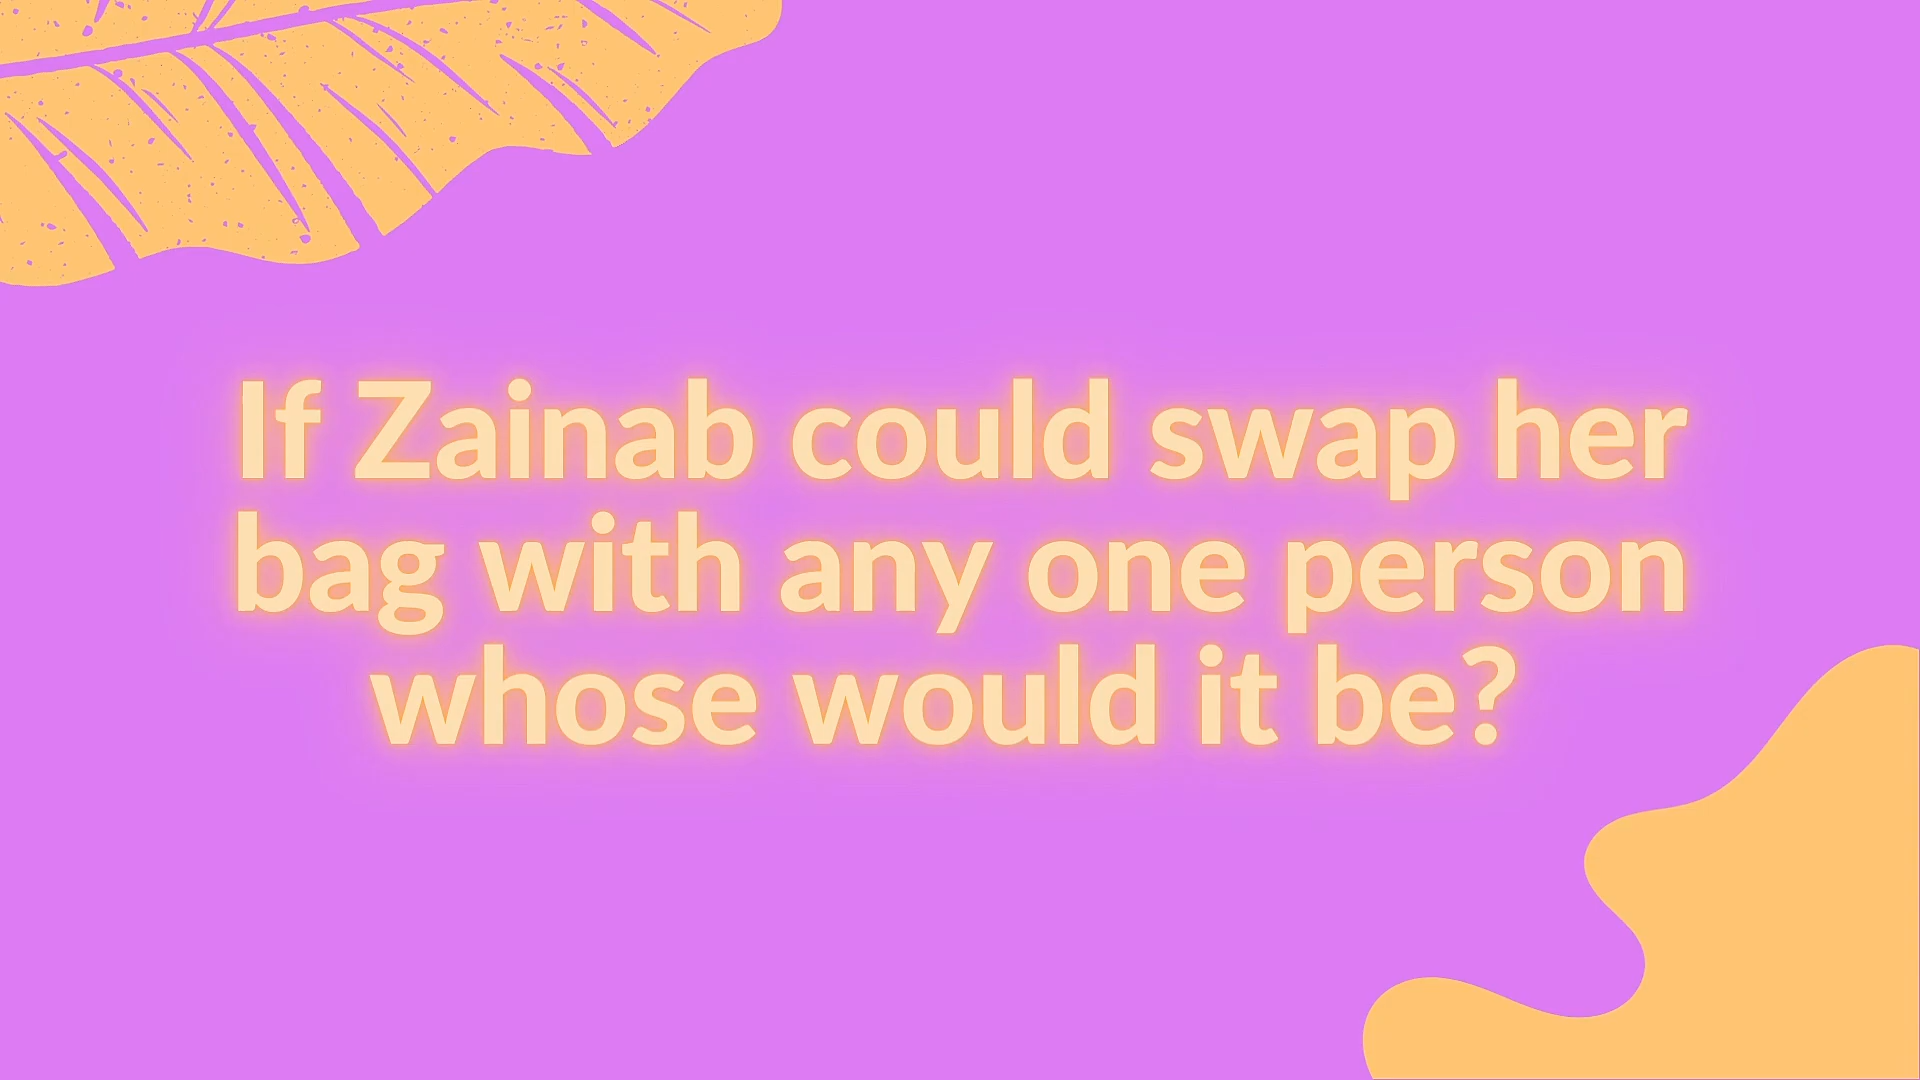 If Zainab could swap her
bag with any one person
whose would it be?